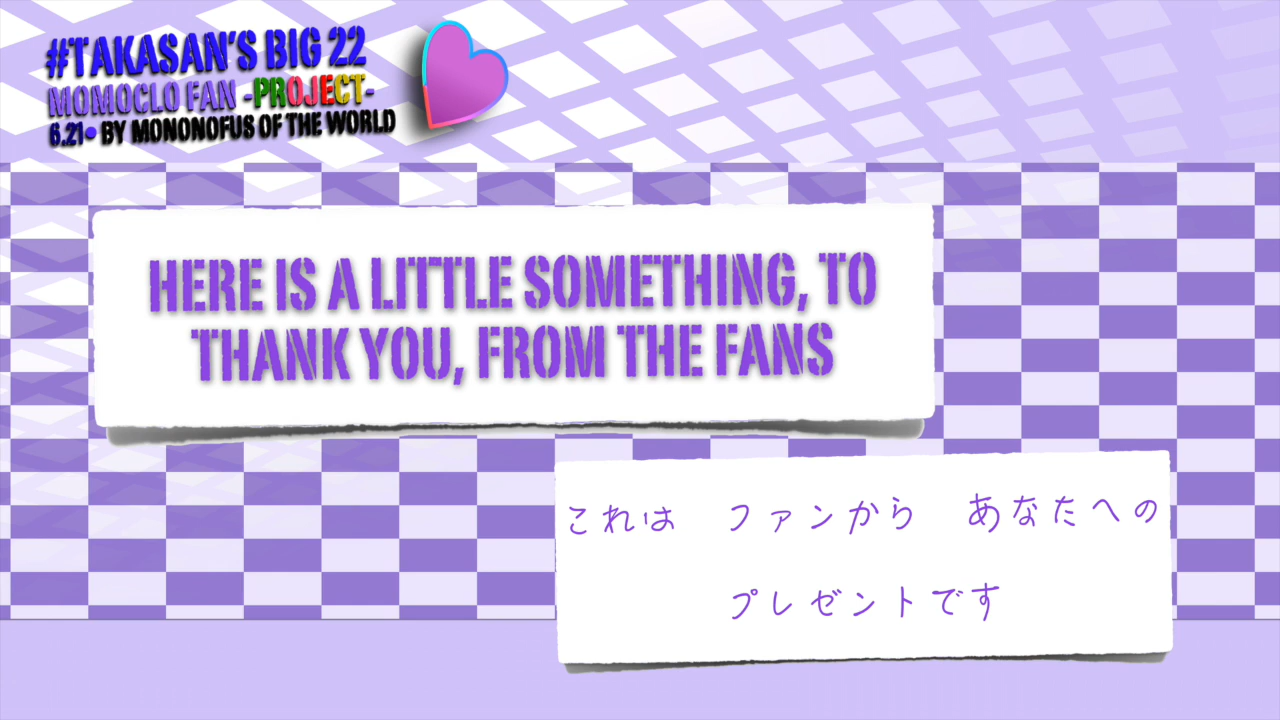 #TAKASAN'S BIG 22
MOMOCLO FAN -PROJECT-
6.21• BY MONONOFUS OF THE WORLD
HERE IS A LITTLE SOMETHING, TO
THANK YOU, FROM THE FANS
これは　ファンから　あなたへの
プレゼントです